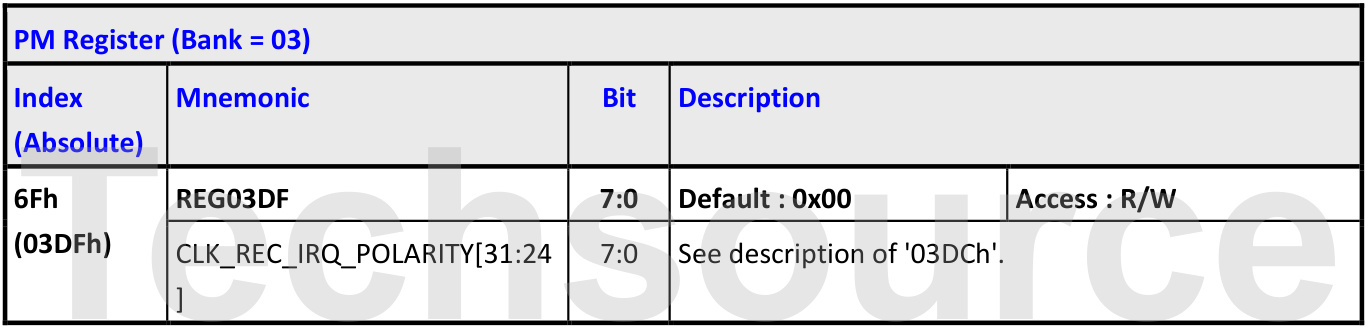 PM Register (Bank = 03)
Index
(Absolute)
Mnemonic
Bit
Description
6Fh
(03DFh)
REG03DF
7:0
Default : 0x00
Access : R/W
CLK_REC_IRQ_POLARITY[31:24
]
7:0
See description of '03DCh'.
Techsource